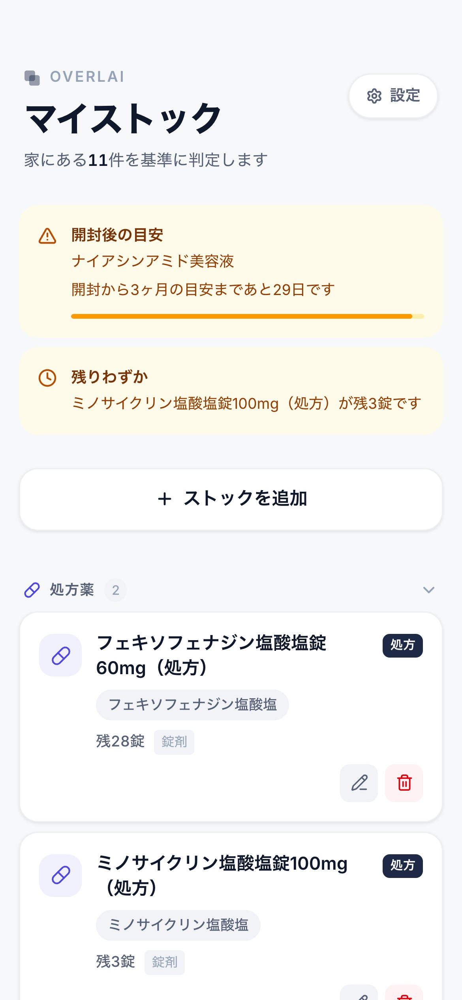 OVERLAI
設定
マイストック
家にある11件を基準に判定します
開封後の目安
ナイアシンアミド美容液
開封から3ヶ月の目安まであと29日です
残りわずか
ミノサイクリン塩酸塩錠100mg（処方）が残3錠です
ストックを追加
処方薬 2
フェキソフェナジン塩酸塩錠
60mg（処方）
処方
フェキソフェナジン塩酸塩
残28錠 錠剤
ミノサイクリン塩酸塩錠100mg
（処方）
処方
ミノサイクリン塩酸塩
残3錠 錠剤